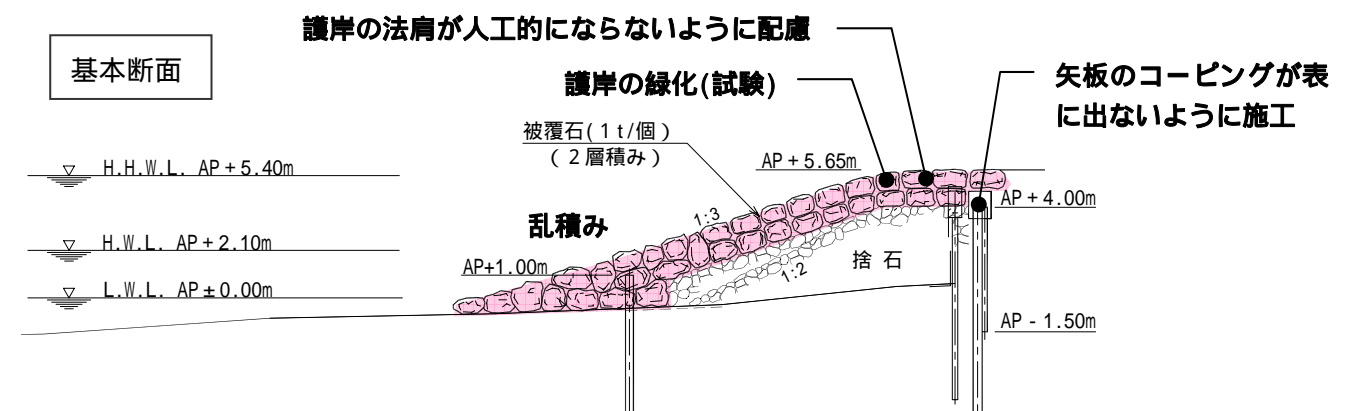 護岸の法肩が人工的にならないように配慮
基本断面
護岸の緑化(試験)
矢板のコーピングが表
に出ないように施工
被覆石(1t/個)
(2層積み)
H.H.W.L. AP+5.40m
AP+5.65m
1:3
AP+4.00m
乱積み
H.W.L. AP+2.10m
AP+1.00m
1:2
捨石
L.W.L. AP±0.00m
AP-1.50m